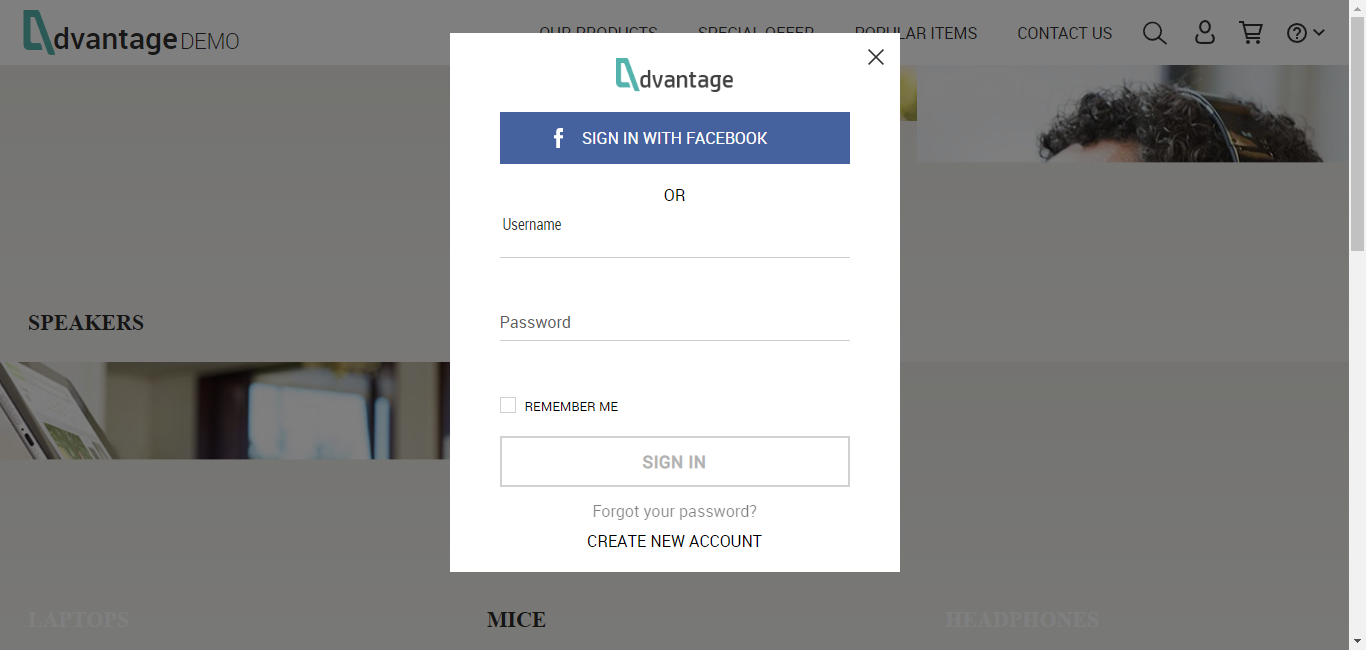 dvantage DEMO
OUR PRODUCTS SPECIAL OFFER POPULAR ITEMS CONTACT US
dvantage
SIGN IN WITH FACEBOOK
OR
Username
SPEAKERS
Password
REMEMBER ME
SIGN IN
Forgot your password?
CREATE NEW ACCOUNT
LAPTOPS MICE HEADPHONES